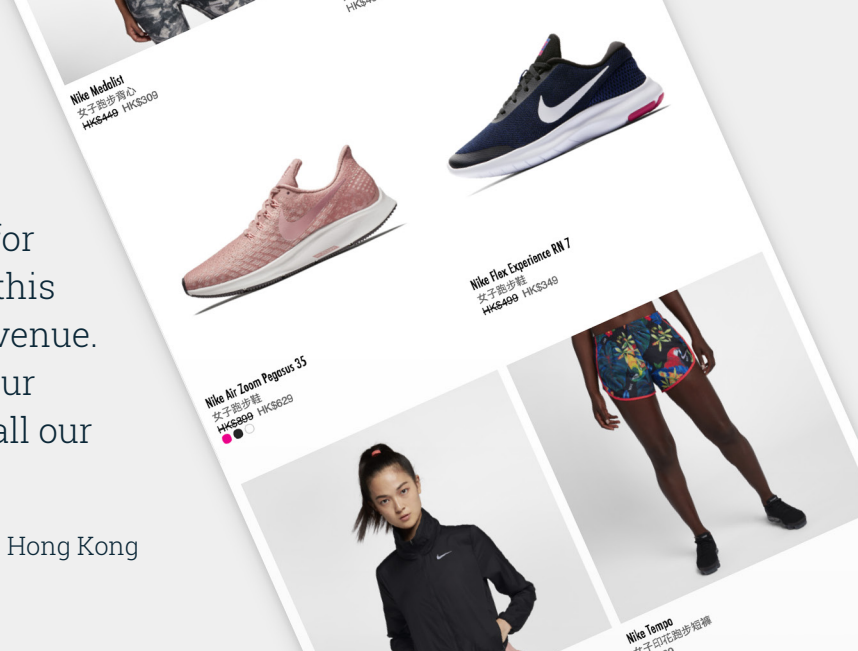 for
this
venue.
ur
all our
Hong Kong
Nike Medalist
女子跑步背心
HK$449 HK$309
Nike Flex Experience RN 7
女子跑步鞋
HK$499 HK$349
Nike Air Zoom Pegasus 35
女子跑步鞋
HK$899 HK$629
Nike Tempo
女子印花跑步短褲